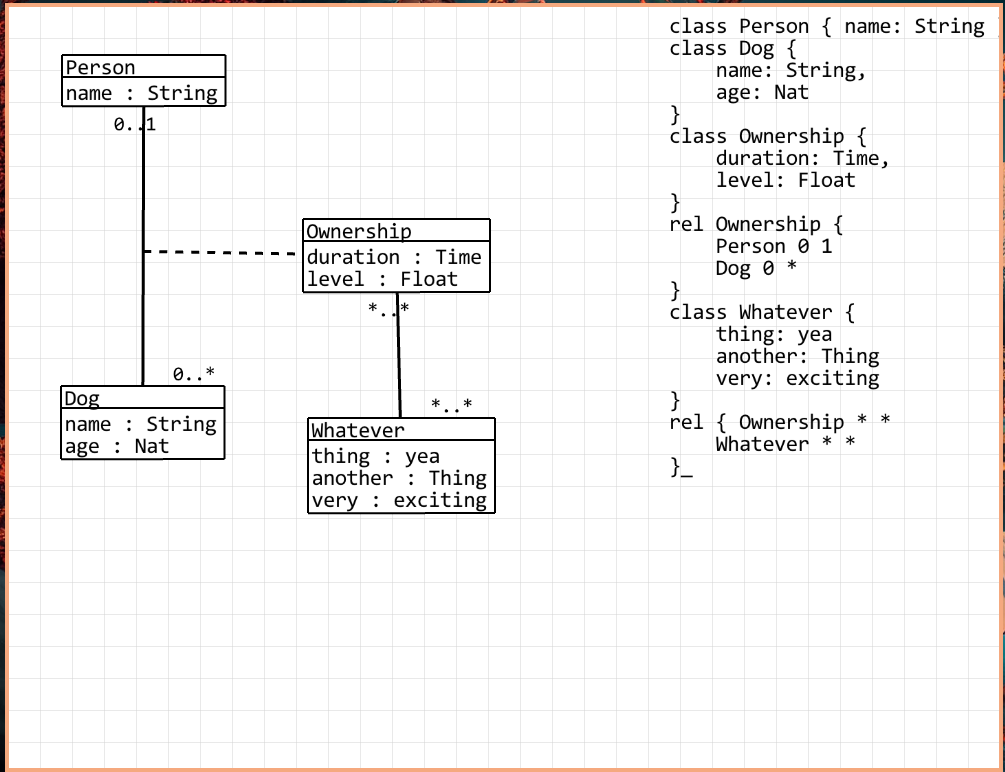 Person
name : String
0..1
Ownership
duration : Time
level : Float
*..*
0..*
Dog
name : String
age : Nat
*..*
Whatever
thing : yea
another : Thing
very : exciting
class Person { name: String
class Dog {
name: String,
age: Nat
}
class Ownership {
duration: Time,
level: Float
}
rel Ownership {
Person 0 1
Dog 0 *
}
class Whatever {
thing: yea
another: Thing
very: exciting
}
rel { Ownership * *
Whatever * *
}_